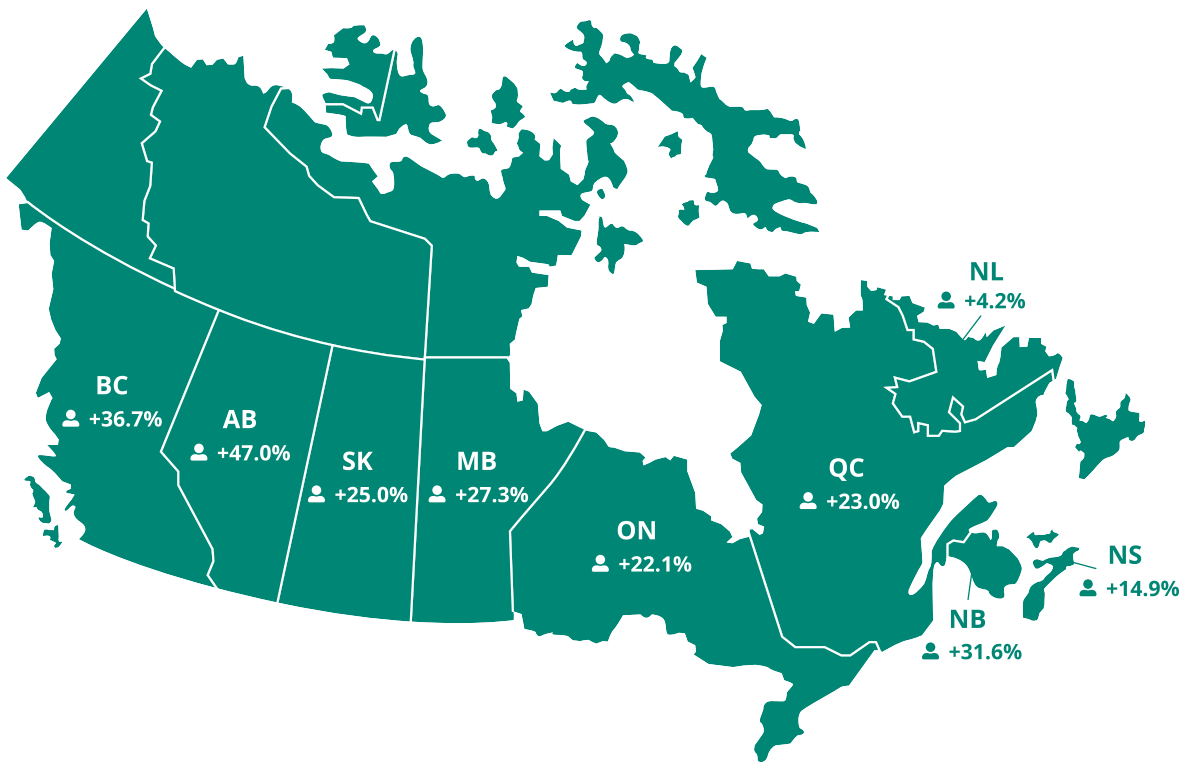 NL
+4.2%
BC
+36.7%
AB
+47.0%
SK
+25.0%
MB
+27.3%
ON
+22.1%
QC
+23.0%
NS
+14.9%
NB
+31.6%